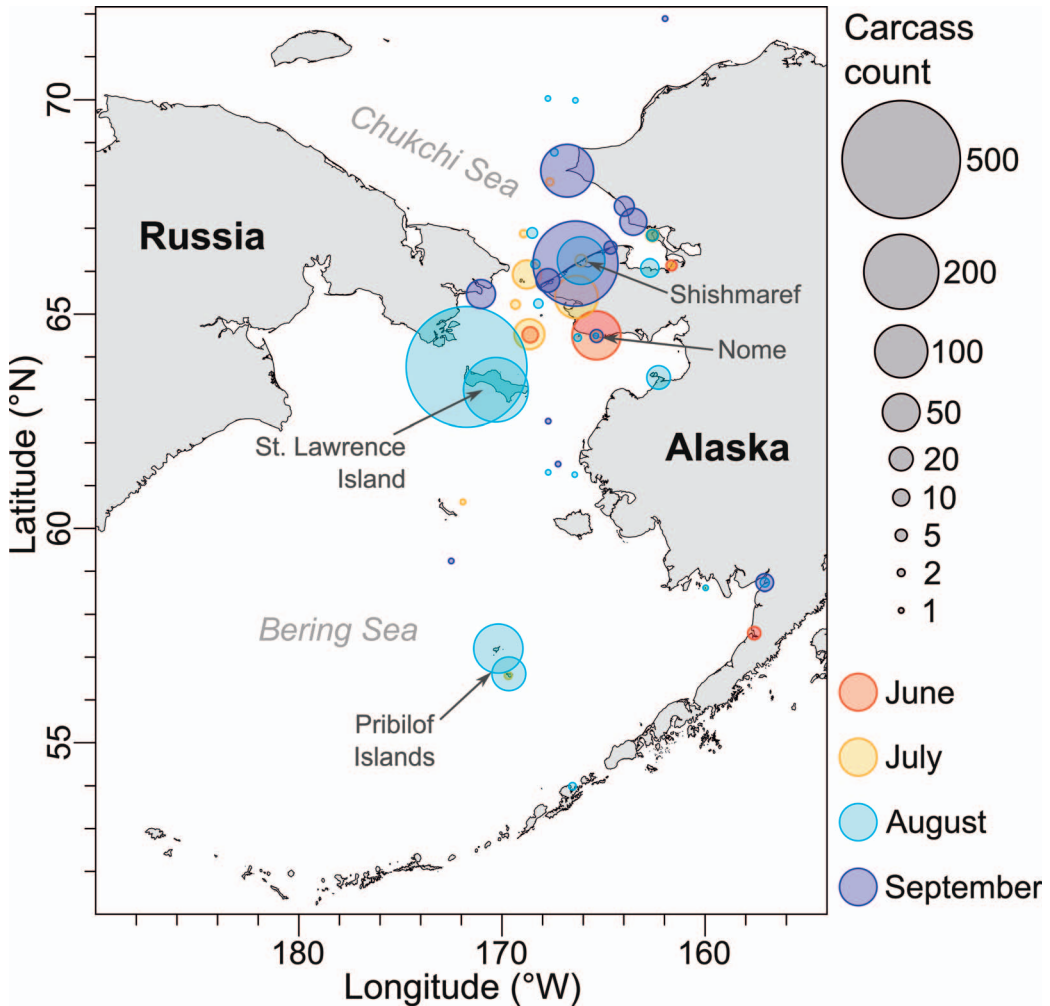 Carcass
count
500
200
100
50
20
10
5
2
1
June
July
August
September
Chukchi Sea
Russia
Shishmaref
Nome
St. Lawrence
Island
Alaska
Bering Sea
Pribilof
Islands
70
65
60
55
Latitude (°N)
180
170
160
Longitude (°W)